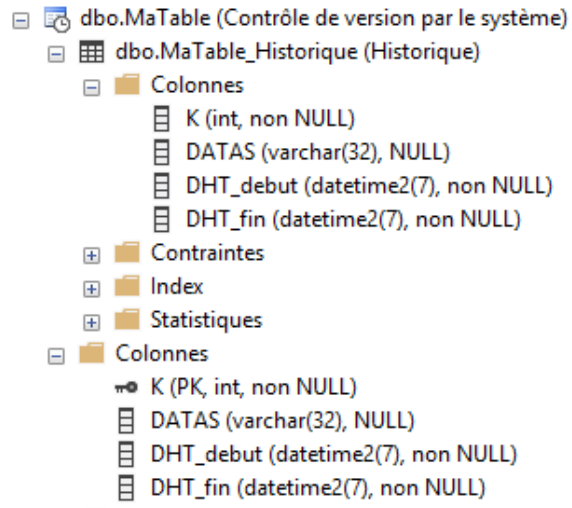 dbo.MaTable (Contrôle de version par le système)
dbo.MaTable_Historique (Historique)
Colonnes
K (int, non NULL)
DATAS (varchar(32), NULL)
DHT_debut (datetime2(7), non NULL)
DHT_fin (datetime2(7), non NULL)
Contraintes
Index
Statistiques
Colonnes
K (PK, int, non NULL)
DATAS (varchar(32), NULL)
DHT_debut (datetime2(7), non NULL)
DHT_fin (datetime2(7), non NULL)